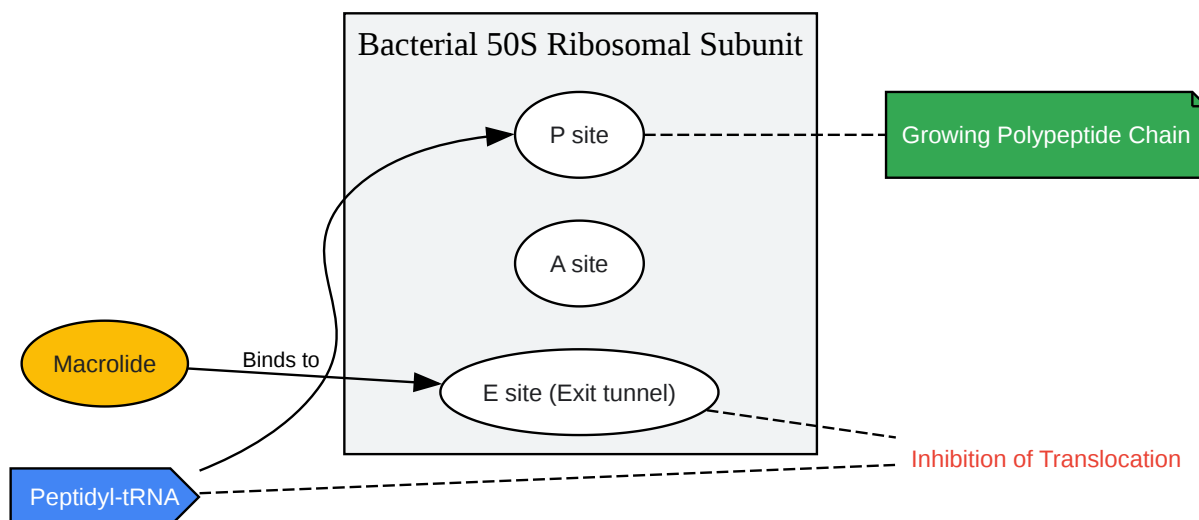 Bacterial 50S Ribosomal Subunit
P site
Growing Polypeptide Chain
A site
Macrolide
Binds to
E site (Exit tunnel)
Inhibition of Translocation
Peptidyl-tRNA